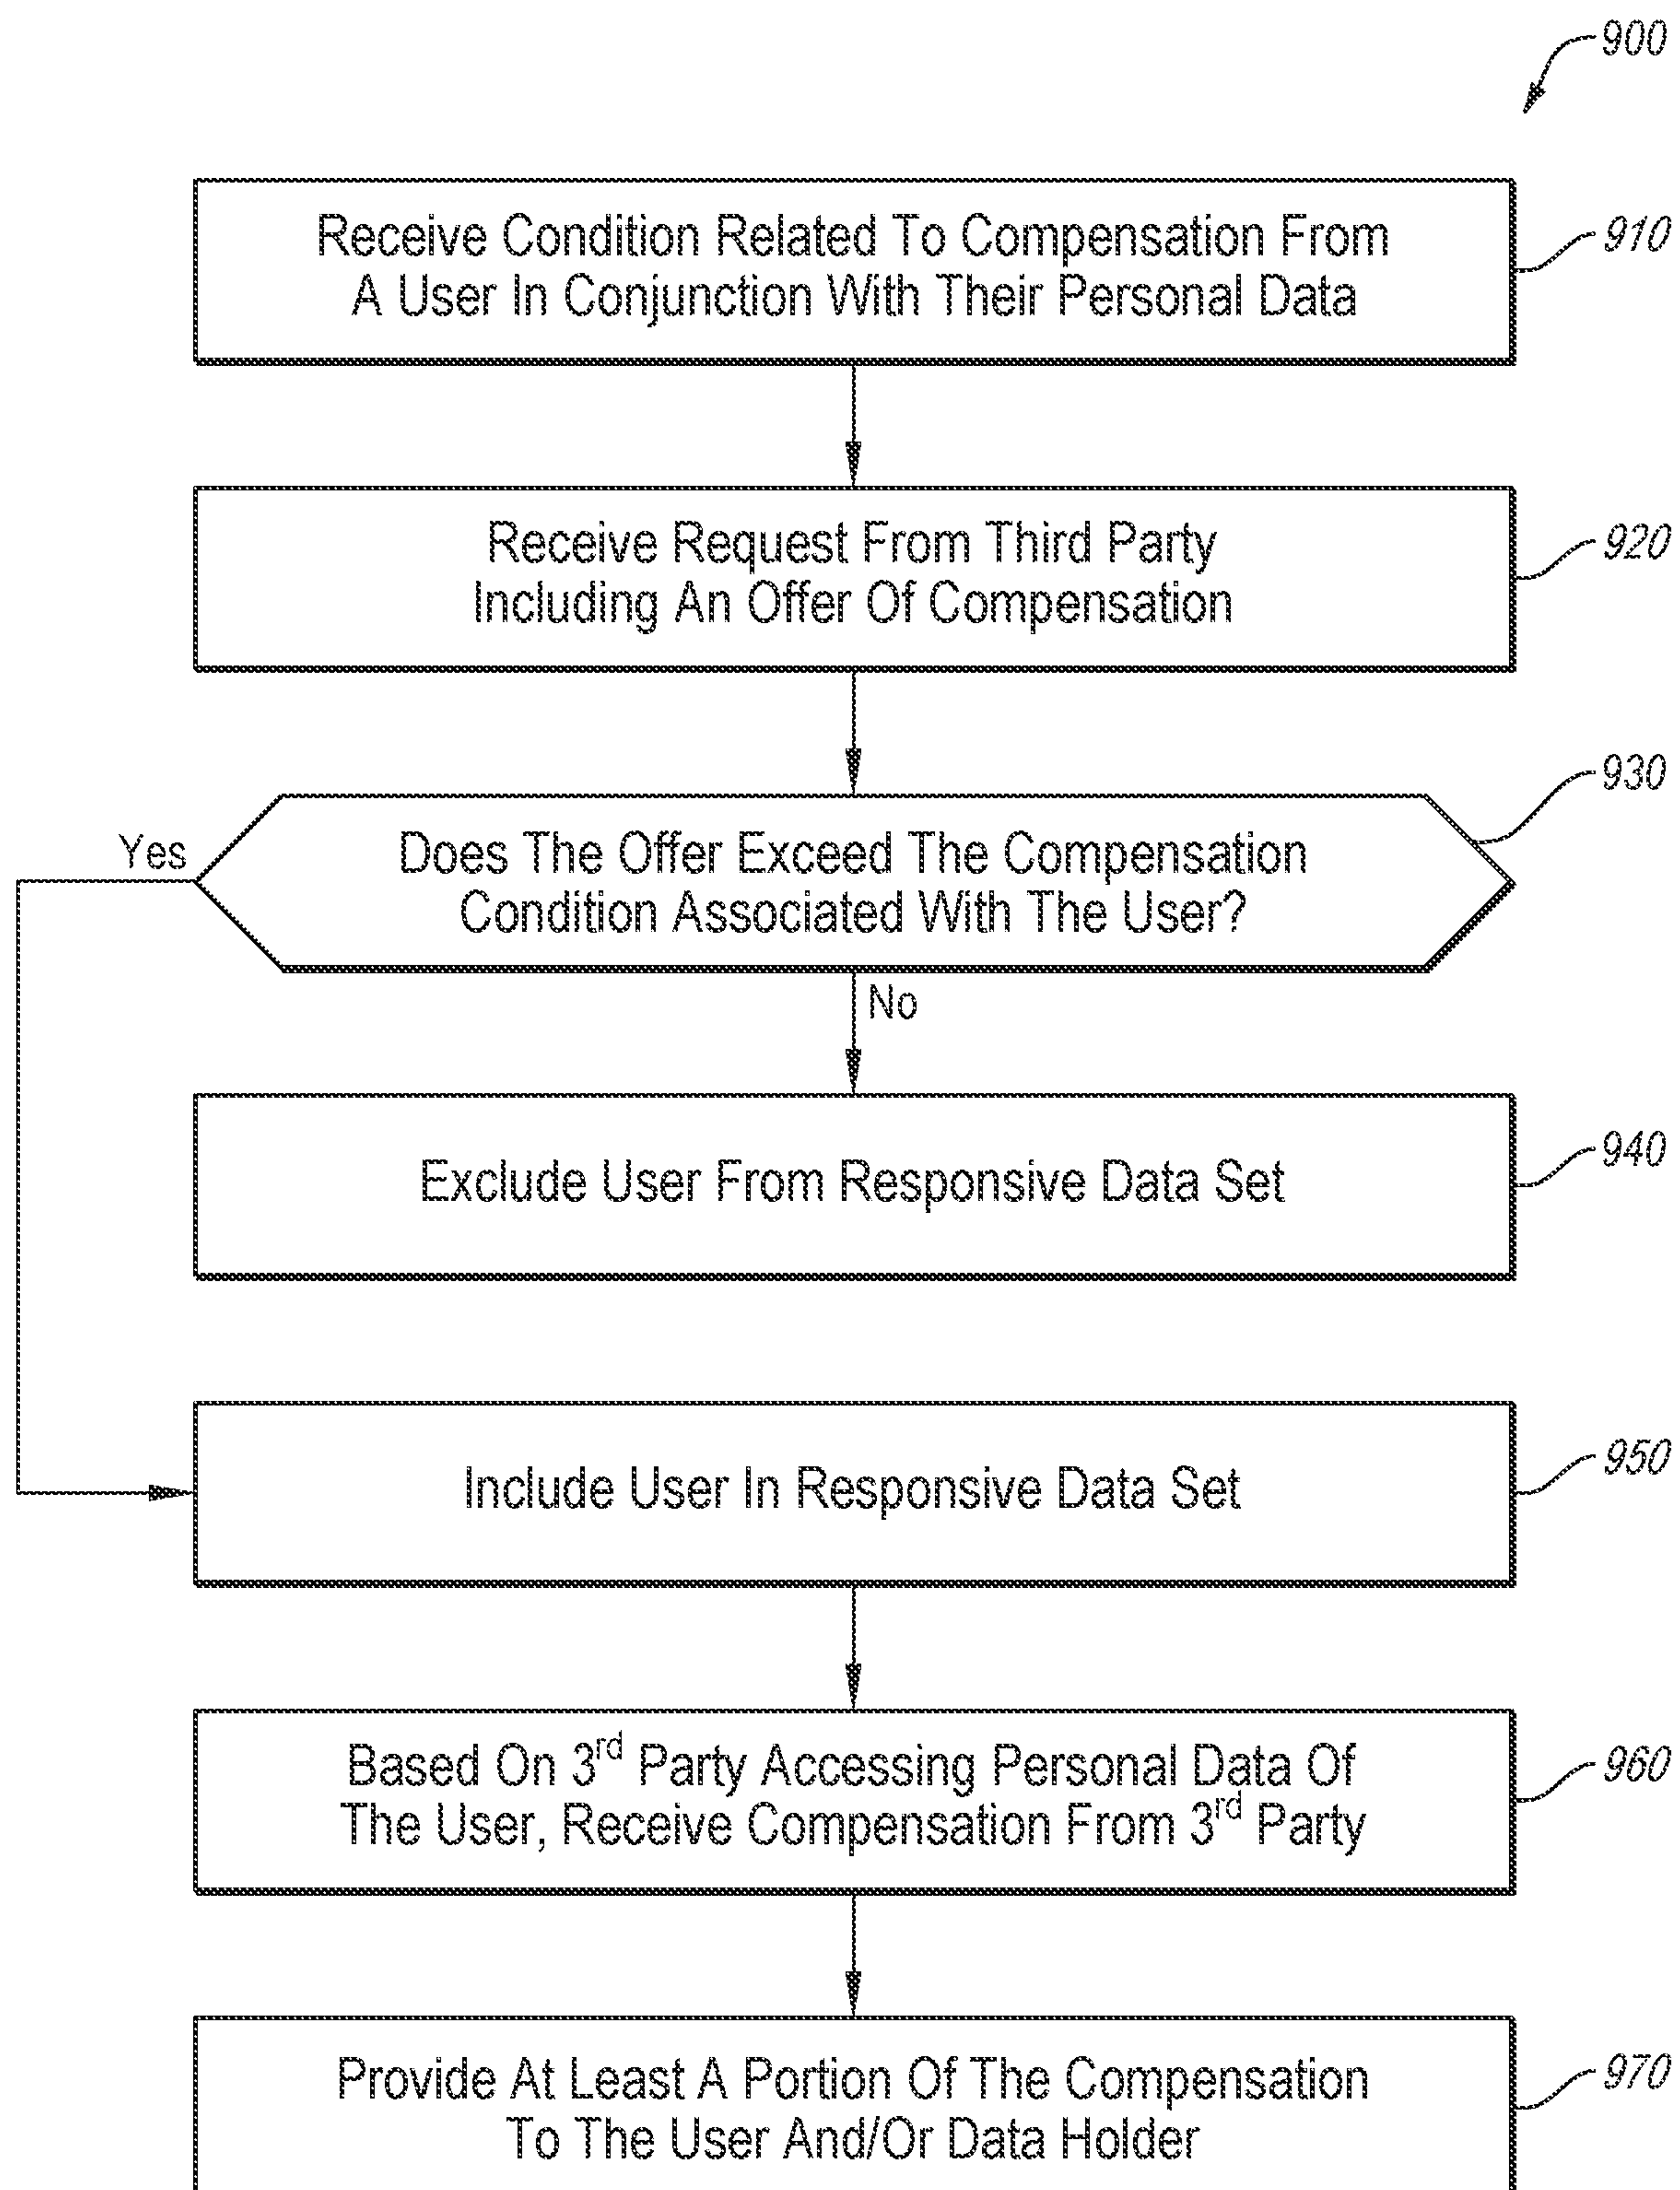 900
Receive Condition Related To Compensation From
A User In Conjunction With Their Personal Data
910
Receive Request From Third Party
Including An Offer Of Compensation
920
930
Does The Offer Exceed The Compensation
Condition Associated With The User?
Yes
No
Exclude User From Responsive Data Set
940
Include User In Responsive Data Set
950
Based On 3rd Party Accessing Personal Data Of
The User, Receive Compensation From 3rd Party
960
Provide At Least A Portion Of The Compensation
To The User And/Or Data Holder
970